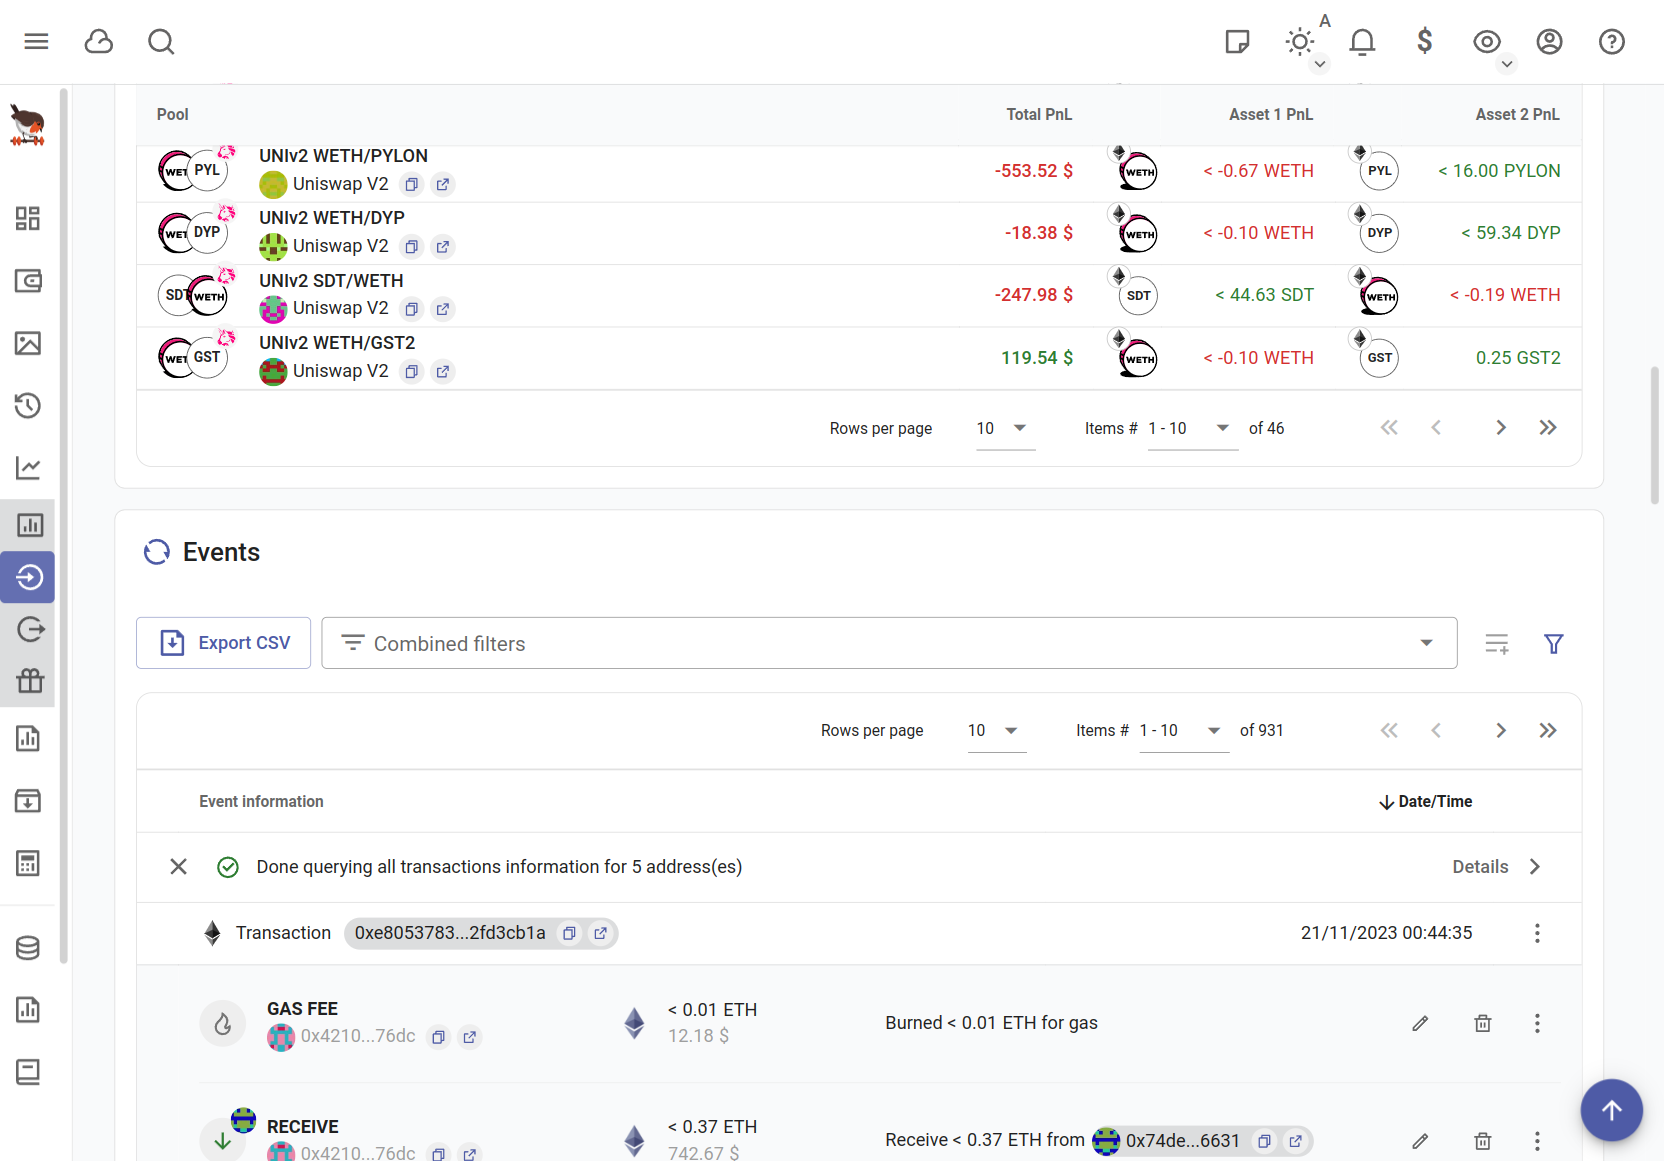 A
Pool Total PnL Asset 1 PnL Asset 2 PnL
WET PYL UNIv2 WETH/PYLON Uniswap V2 -553.52 $ WETH < -0.67 WETH PYL < 16.00 PYLON
WET DYP UNIv2 WETH/DYP Uniswap V2 -18.38 $ WETH < -0.10 WETH DYP < 59.34 DYP
SDT WETH UNIv2 SDT/WETH Uniswap V2 -247.98 $ SDT < 44.63 SDT WETH < -0.19 WETH
WET GST UNIv2 WETH/GST2 Uniswap V2 119.54 $ WETH < -0.10 WETH GST 0.25 GST2
Rows per page 10 Items # 1 - 10 of 46
Events
Export CSV Combined filters
Rows per page 10 Items # 1 - 10 of 931
Event information Date/Time
Done querying all transactions information for 5 address(es) Details
Transaction 0xe8053783...2fd3cb1a 21/11/2023 00:44:35
GAS FEE < 0.01 ETH
Burned < 0.01 ETH for gas
0x4210...76dc 12.18 $
RECEIVE < 0.37 ETH
Receive < 0.37 ETH from 0x74de...6631
0x4210...76dc 742.67 $